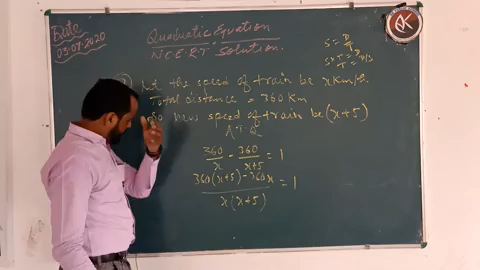 Date
03-07-2020
Quadratic Equation
N.C.E.R.T Solution.
S = D/T
S×T = D
T = D/S
Let the speed of train be x Km/h.
Total distance = 360 Km
new speed of train be (x+5)
A.T.Q
360/x - 360/x+5 = 1
360(x+5) - 360x / x(x+5) = 1